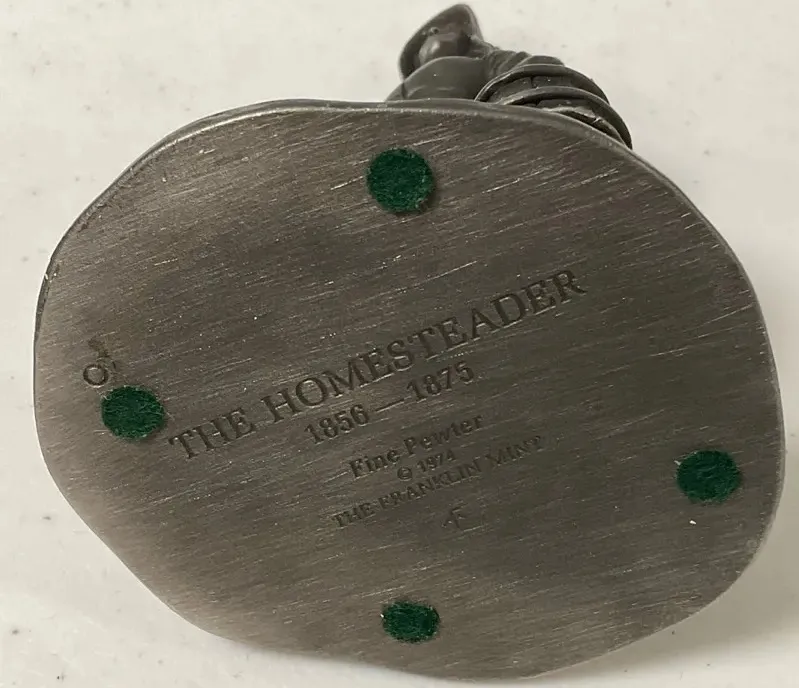 THE HOMESTEADER
1856 — 1875
Fine Pewter
© 1974
THE FRANKLIN MINT